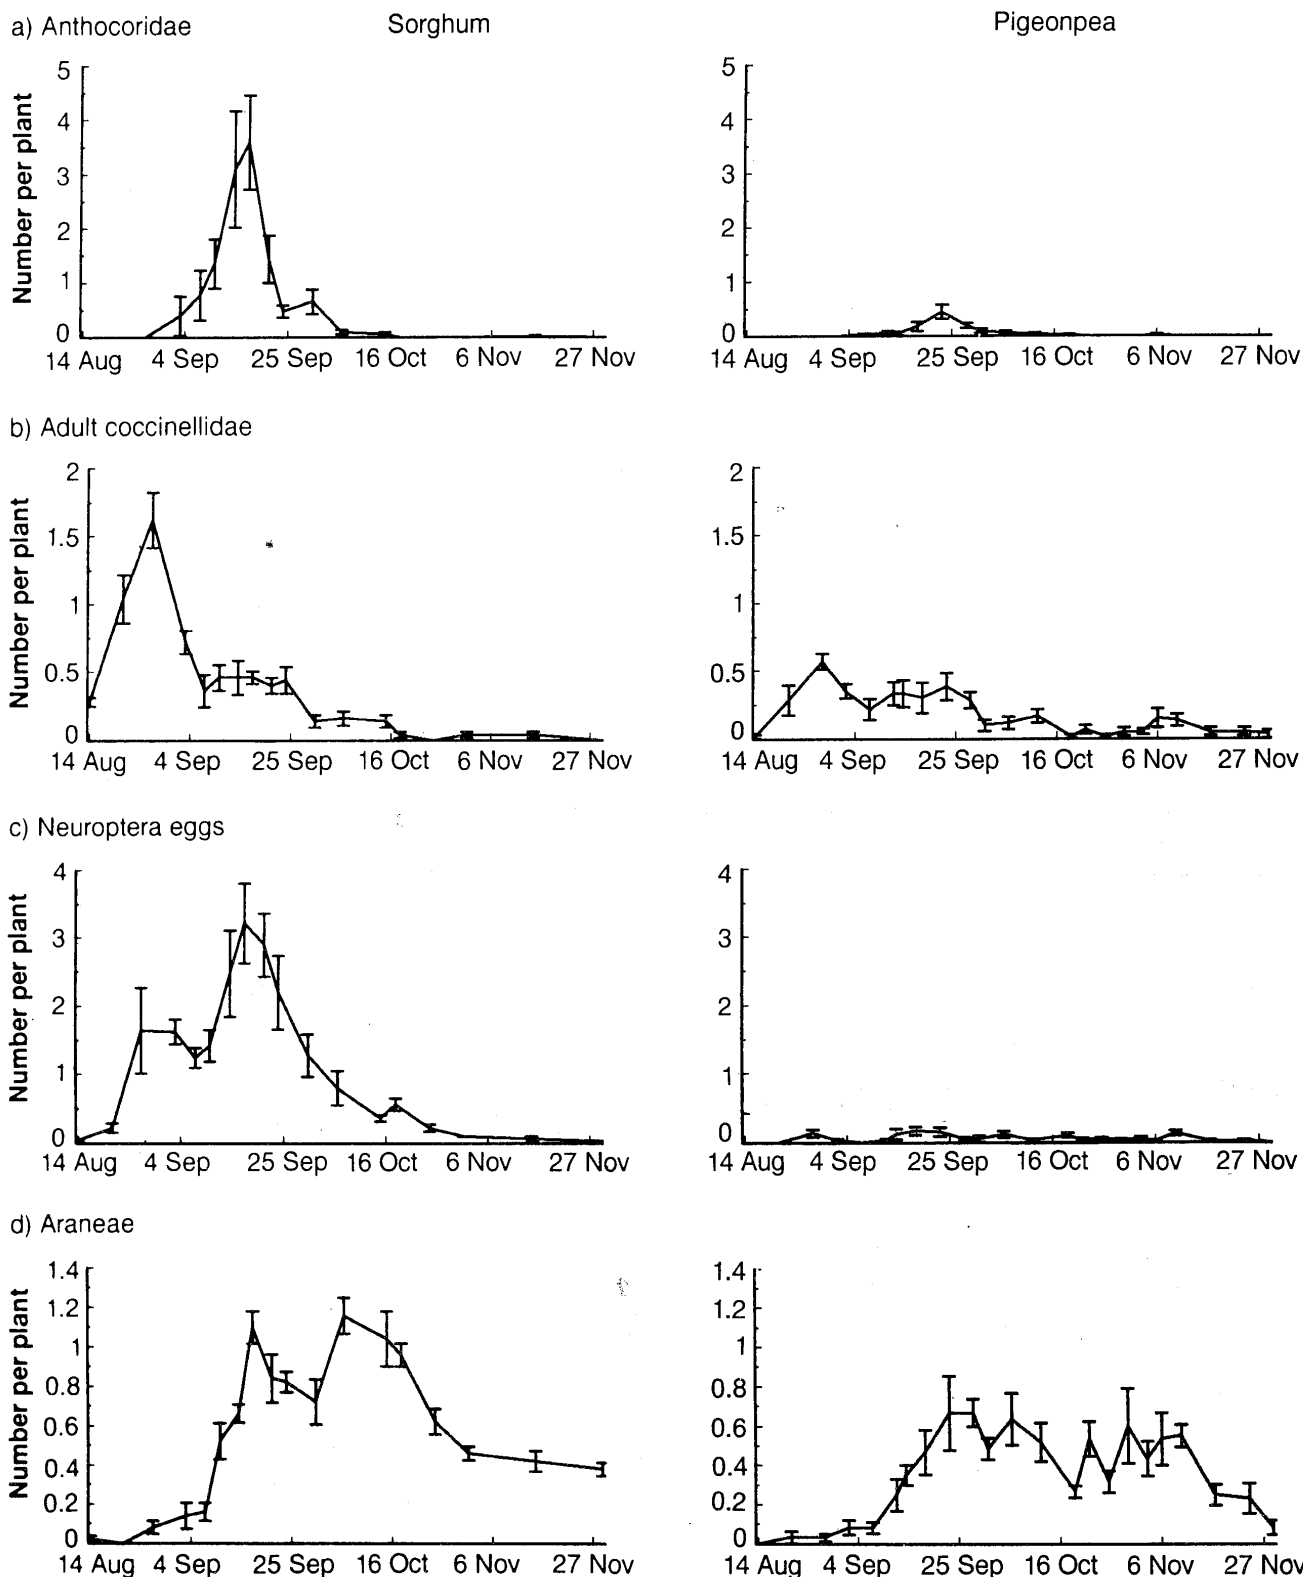 a) Anthocoridae Sorghum Pigeonpea
5 5
4 4
3 3
2 2
1 1
0 0
Number per plant
14 Aug 4 Sep 25 Sep 16 Oct 6 Nov 27 Nov 14 Aug 4 Sep 25 Sep 16 Oct 6 Nov 27 Nov
b) Adult coccinellidae
2 2
1.5 1.5
1 1
0.5 0.5
0 0
Number per plant
14 Aug 4 Sep 25 Sep 16 Oct 6 Nov 27 Nov 14 Aug 4 Sep 25 Sep 16 Oct 6 Nov 27 Nov
c) Neuroptera eggs
4 4
3 3
2 2
1 1
0 0
Number per plant
14 Aug 4 Sep 25 Sep 16 Oct 6 Nov 27 Nov 14 Aug 4 Sep 25 Sep 16 Oct 6 Nov 27 Nov
d) Araneae
1.4 1.4
1.2 1.2
1 1
0.8 0.8
0.6 0.6
0.4 0.4
0.2 0.2
0 0
Number per plant
14 Aug 4 Sep 25 Sep 16 Oct 6 Nov 27 Nov 14 Aug 4 Sep 25 Sep 16 Oct 6 Nov 27 Nov